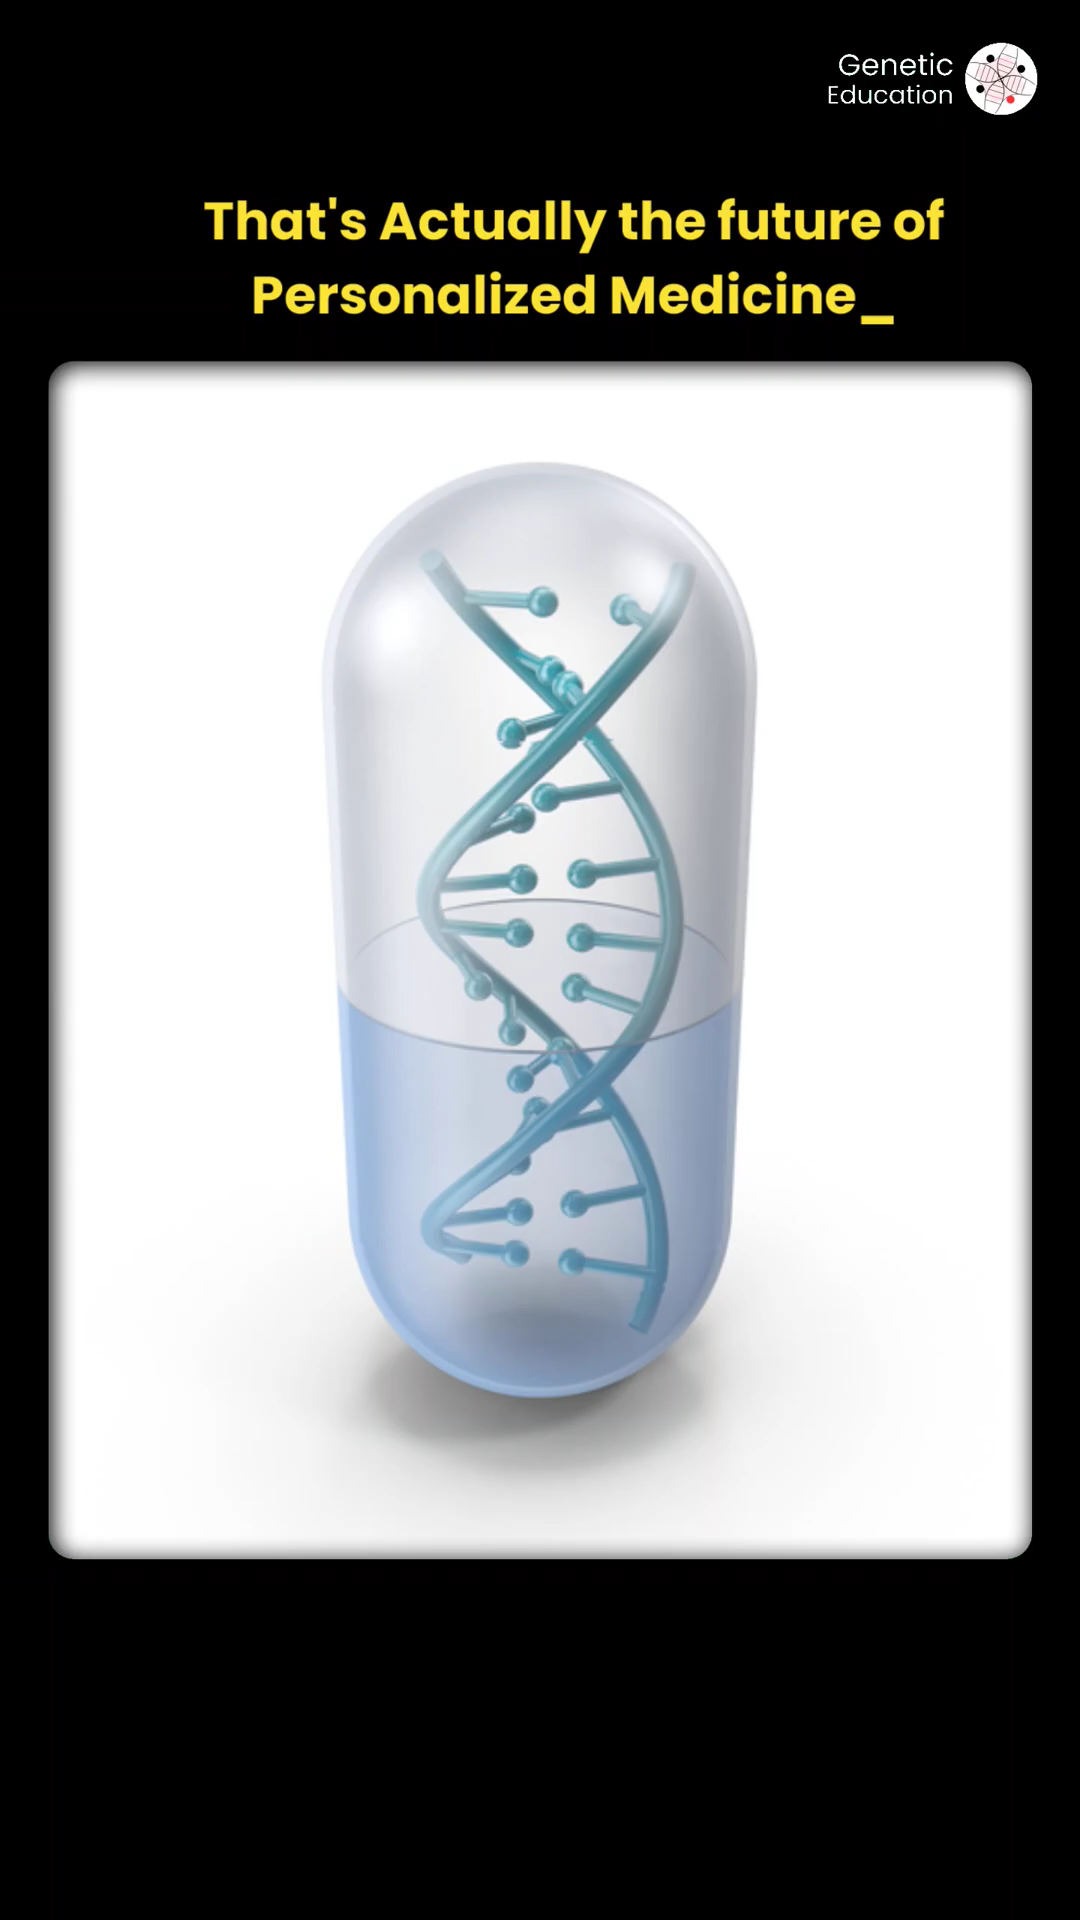 Genetic
Education
That's Actually the future of
Personalized Medicine_